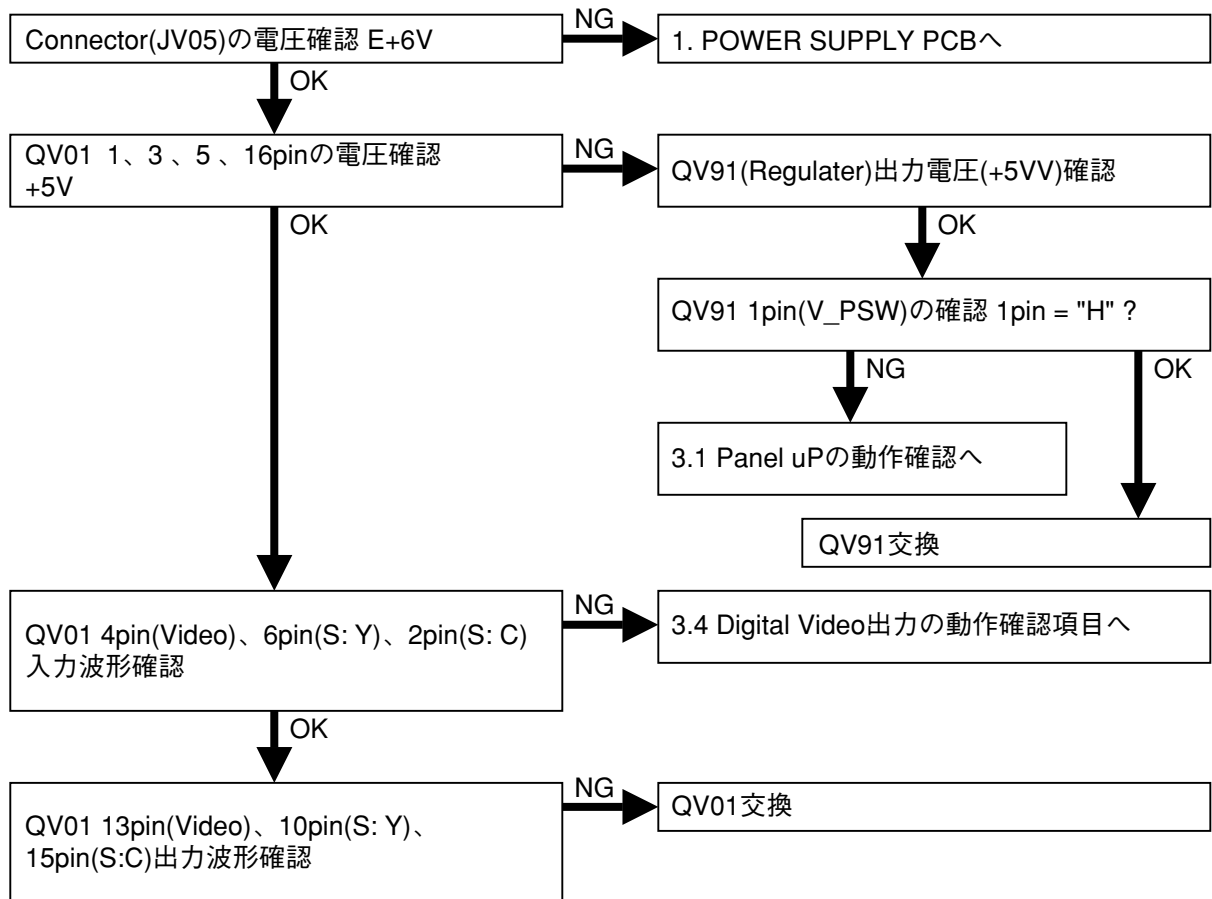 Connector(JV05)の電圧確認 E+6V
NG
1. POWER SUPPLY PCBへ
OK
QV01 1、3 、5 、16pinの電圧確認
+5V
NG
QV91(Regulater)出力電圧(+5VV)確認
OK
OK
QV91 1pin(V_PSW)の確認 1pin = "H" ?
NG
OK
3.1 Panel uPの動作確認へ
QV91交換
QV01 4pin(Video)、6pin(S: Y)、2pin(S: C)
入力波形確認
NG
3.4 Digital Video出力の動作確認項目へ
OK
QV01 13pin(Video)、10pin(S: Y)、
15pin(S:C)出力波形確認
NG
QV01交換